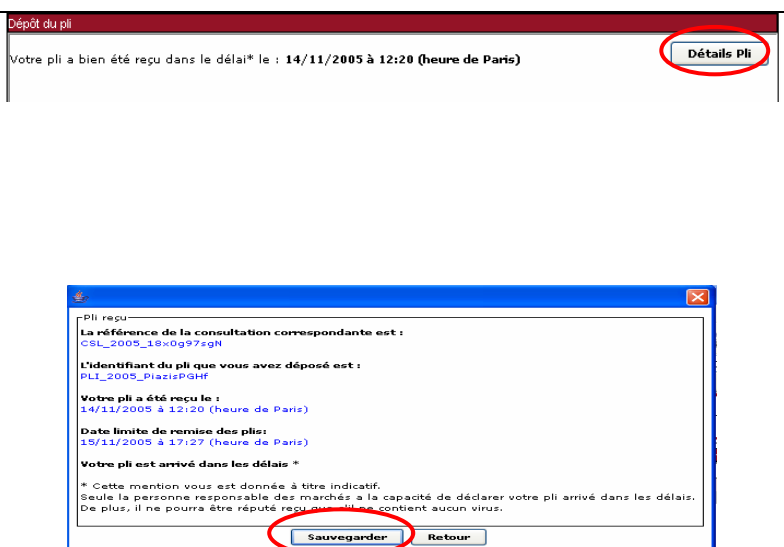 Dépôt du pli
Votre pli a bien été reçu dans le délai* le : 14/11/2005 à 12:20 (heure de Paris)
Détails Pli
Pli reçu
La référence de la consultation correspondante est :
CSL_2005_18x0g97sgN
L'identifiant du pli que vous avez déposé est :
PLI_2005_PiazisPGHf
Votre pli a été reçu le :
14/11/2005 à 12:20 (heure de Paris)
Date limite de remise des plis:
15/11/2005 à 17:27 (heure de Paris)
Votre pli est arrivé dans les délais *
* Cette mention vous est donnée à titre indicatif.
Seule la personne responsable des marchés a la capacité de déclarer votre pli arrivé dans les délais.
De plus, il ne pourra être réputé reçu que s'il ne contient aucun virus.
Sauvegarder
Retour